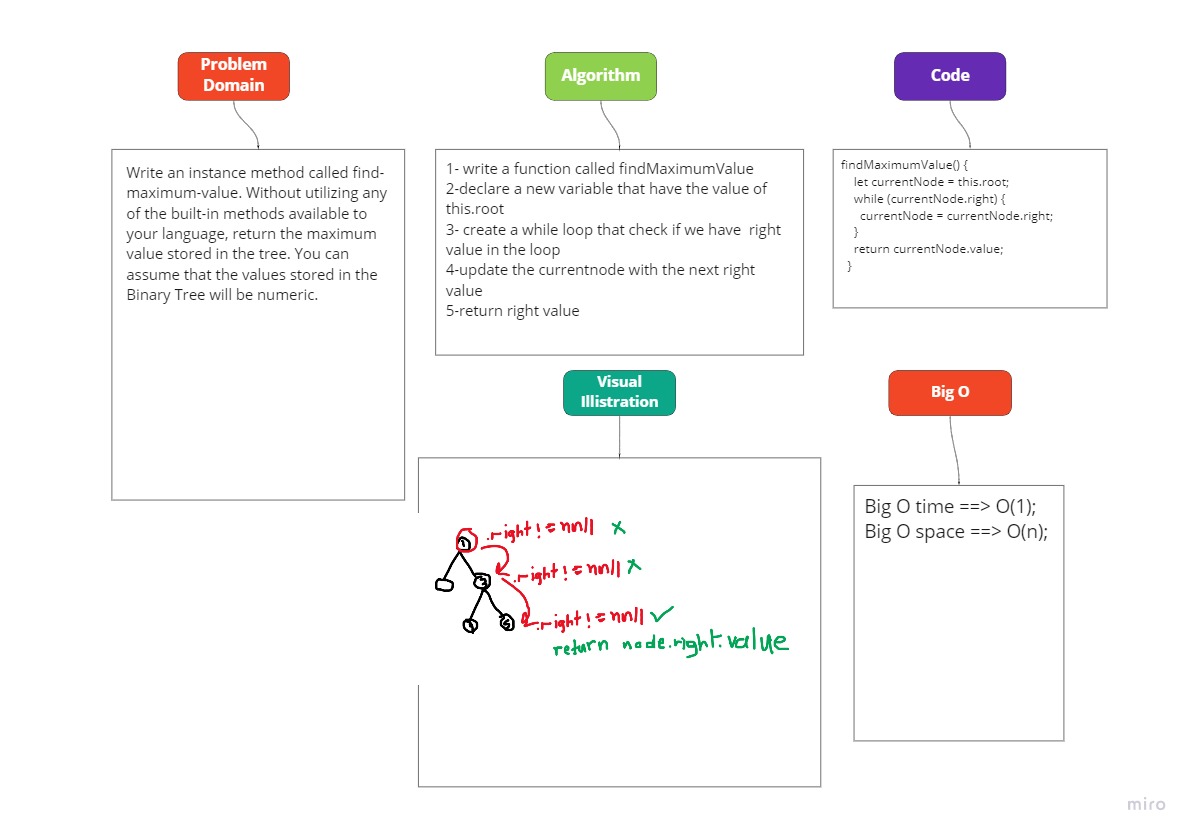 Problem
Domain
Write an instance method called find-
maximum-value. Without utilizing any
of the built-in methods available to
your language, return the maximum
value stored in the tree. You can
assume that the values stored in the
Binary Tree will be numeric.
Algorithm
1- write a function called findMaximumValue
2-declare a new variable that have the value of
this.root
3- create a while loop that check if we have right
value in the loop
4-update the currentnode with the next right
value
5-return right value
Code
findMaximumValue() {
let currentNode = this.root;
while (currentNode.right) {
currentNode = currentNode.right;
}
return currentNode.value;
}
Visual
Illistration
.right != null x
.right != null x
.right != null ✓
return node.right.value
1
Big O
Big O time ==> O(1);
Big O space ==> O(n);
miro